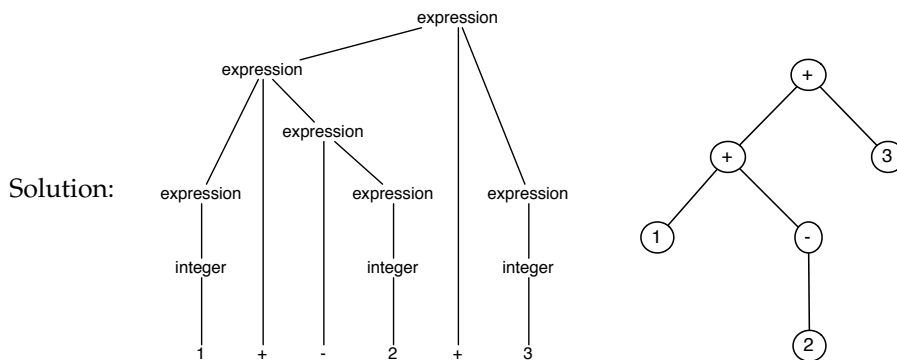 expression
expression
+
expression
+
3
Solution:
expression
expression
expression
1
-
integer
integer
integer
1 + - 2 + 3
2